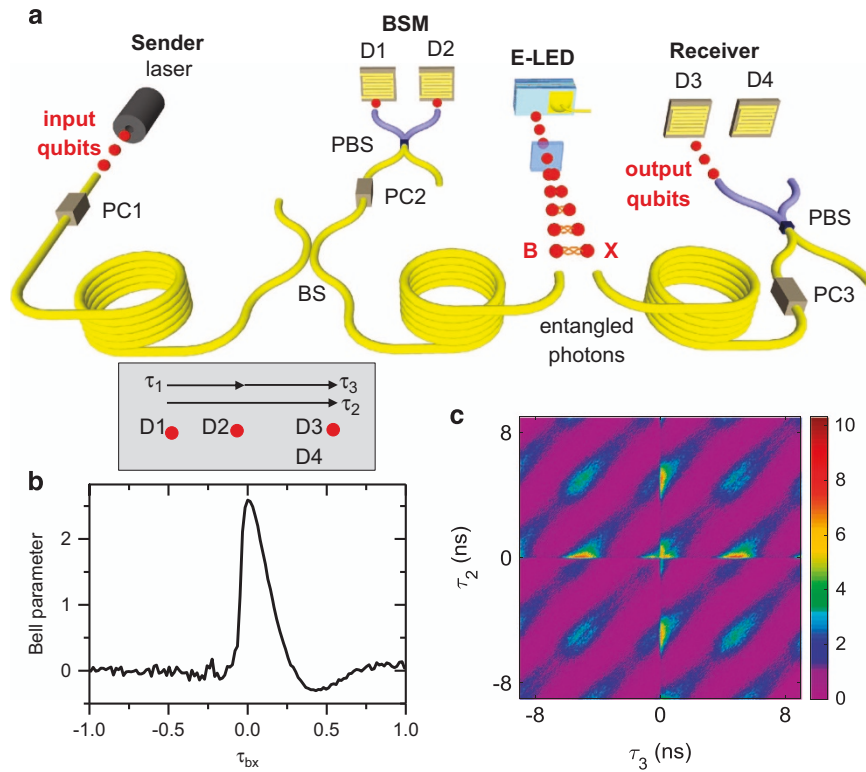 a
Sender
laser
input
qubits
PC1
BSM
D1 D2
PBS
PC2
BS
E-LED
B X
entangled
photons
Receiver
D3 D4
output
qubits
PBS
PC3
τ1 τ3
τ2
D1 D2 D3
D4
b
Bell parameter
2
1
0
-1.0 -0.5 0.0 0.5 1.0
τbx
c
τ2 (ns)
8
0
-8
-8 0 8
τ3 (ns)
10
8
6
4
2
0